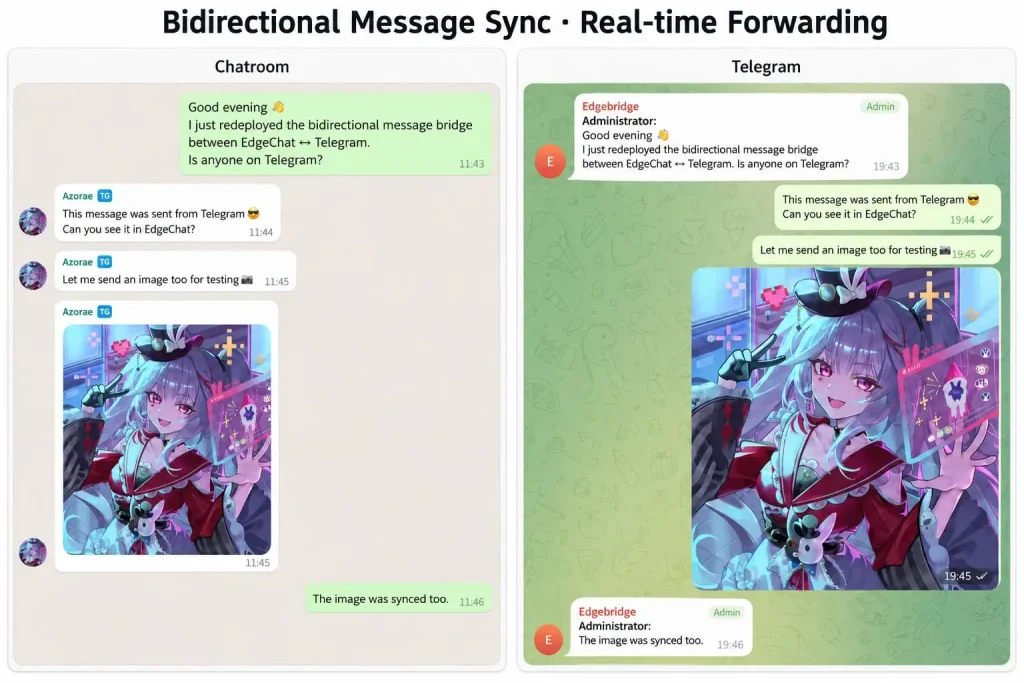 Bidirectional Message Sync · Real-time Forwarding
Chatroom
Good evening 👋
I just redeployed the bidirectional message bridge
between EdgeChat ↔ Telegram.
Is anyone on Telegram?
11:43
Azorae TG
This message was sent from Telegram 😎
Can you see it in EdgeChat?
11:44
Azorae TG
Let me send an image too for testing 📷 11:45
Azorae TG
11:45
The image was synced too. 11:46
Telegram
Edgebridge Admin
Administrator:
Good evening 👋
I just redeployed the bidirectional message bridge
between EdgeChat ↔ Telegram. Is anyone on Telegram?
19:43
E
This message was sent from Telegram 😎
Can you see it in EdgeChat?
19:44
Let me send an image too for testing 📷 19:45
19:45
Edgebridge Admin
Administrator:
The image was synced too. 19:46
E